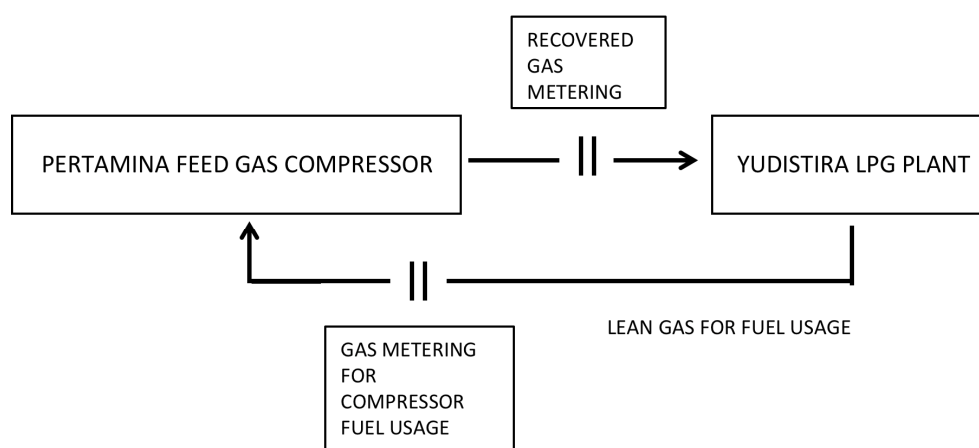 RECOVERED
GAS
METERING
PERTAMINA FEED GAS COMPRESSOR
YUDISTIRA LPG PLANT
LEAN GAS FOR FUEL USAGE
GAS METERING
FOR
COMPRESSOR
FUEL USAGE